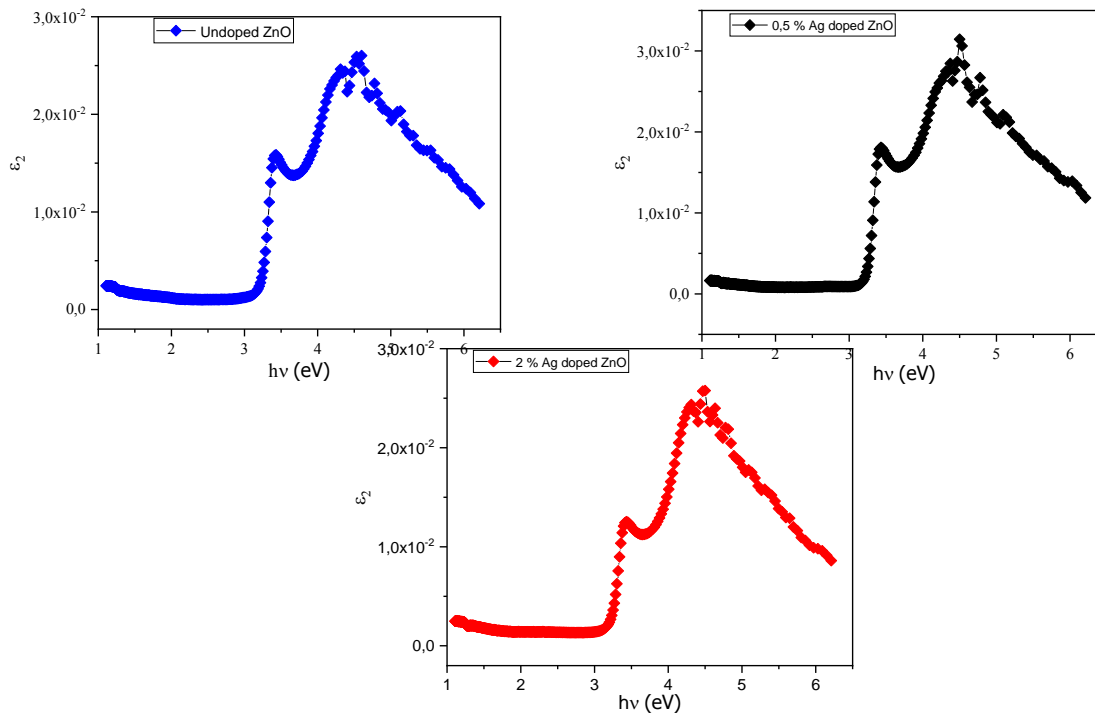 Undoped ZnO
3,0x10⁻²
2,0x10⁻²
1,0x10⁻²
0,0
ε₂
1 2 3 4 5 6
hν (eV)
0,5 % Ag doped ZnO
3,0x10⁻²
2,0x10⁻²
1,0x10⁻²
0,0
ε₂
1 2 3 4 5 6
hν (eV)
2 % Ag doped ZnO
3,0x10⁻²
2,0x10⁻²
1,0x10⁻²
0,0
ε₂
1 2 3 4 5 6
hν (eV)